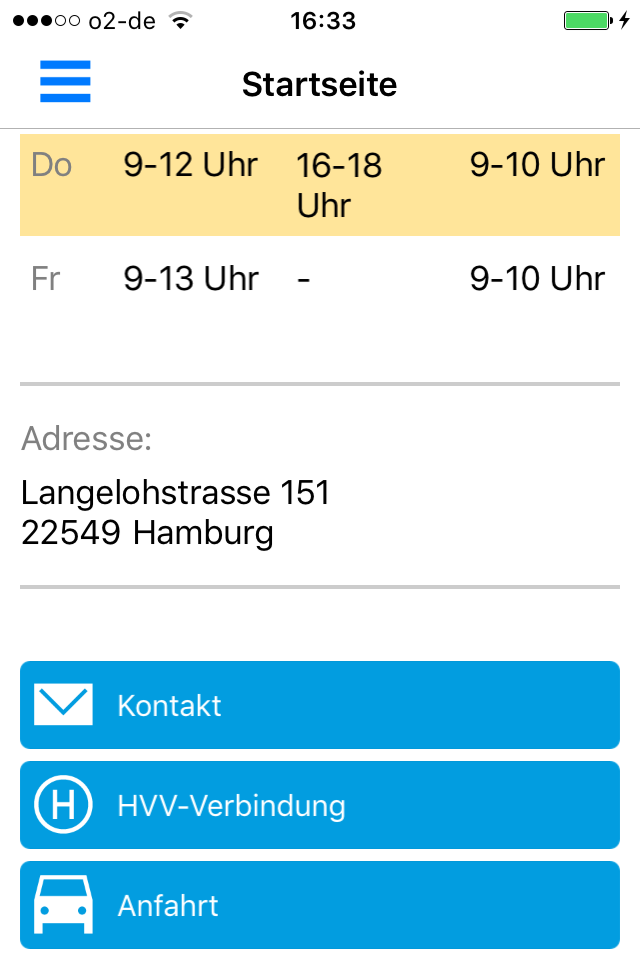 o2-de 16:33
Startseite
Do 9-12 Uhr 16-18 9-10 Uhr
Uhr
Fr 9-13 Uhr - 9-10 Uhr
Adresse:
Langelohstrasse 151
22549 Hamburg
Kontakt
H HVV-Verbindung
Anfahrt